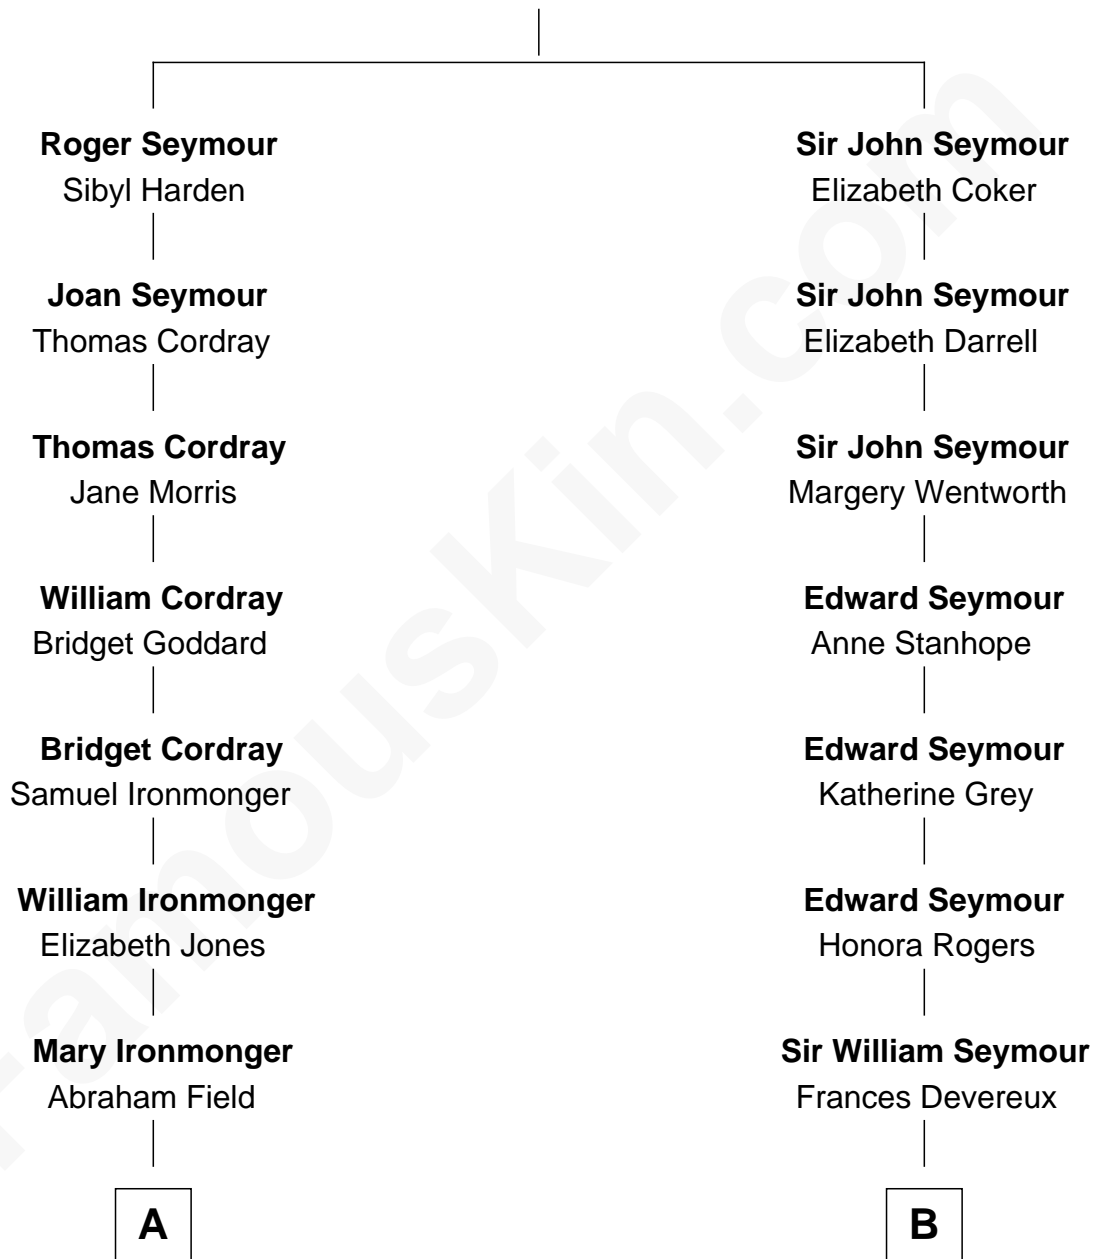 Roger Seymour
Sibyl Harden
Joan Seymour
Thomas Cordray
Thomas Cordray
Jane Morris
William Cordray
Bridget Goddard
Bridget Cordray
Samuel Ironmonger
William Ironmonger
Elizabeth Jones
Mary Ironmonger
Abraham Field
A
Sir John Seymour
Elizabeth Coker
Sir John Seymour
Elizabeth Darrell
Sir John Seymour
Margery Wentworth
Edward Seymour
Anne Stanhope
Edward Seymour
Katherine Grey
Edward Seymour
Honora Rogers
Sir William Seymour
Frances Devereux
B
FamousKin.com